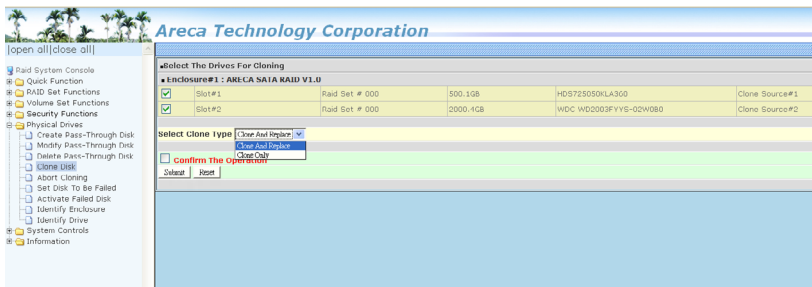 Areca Technology Corporation
|open all|close all|
Raid System Console
Quick Function
RAID Set Functions
Volume Set Functions
Security Functions
Physical Drives
Create Pass-Through Disk
Modify Pass-Through Disk
Delete Pass-Through Disk
Clone Disk
Abort Cloning
Set Disk To Be Failed
Activate Failed Disk
Identify Enclosure
Identify Drive
System Controls
Information
Select The Drives For Cloning
Enclosure#1 : ARECA SATA RAID V1.0
Slot#1 Raid Set # 000 500.1GB HDS725050KLA360 Clone Source#1
Slot#2 Raid Set # 000 2000.4GB WDC WD2003FYYS-02W0B0 Clone Source#2
Select Clone Type Clone And Replace
Clone And Replace
Clone Only
Confirm The Operation
Submit Reset